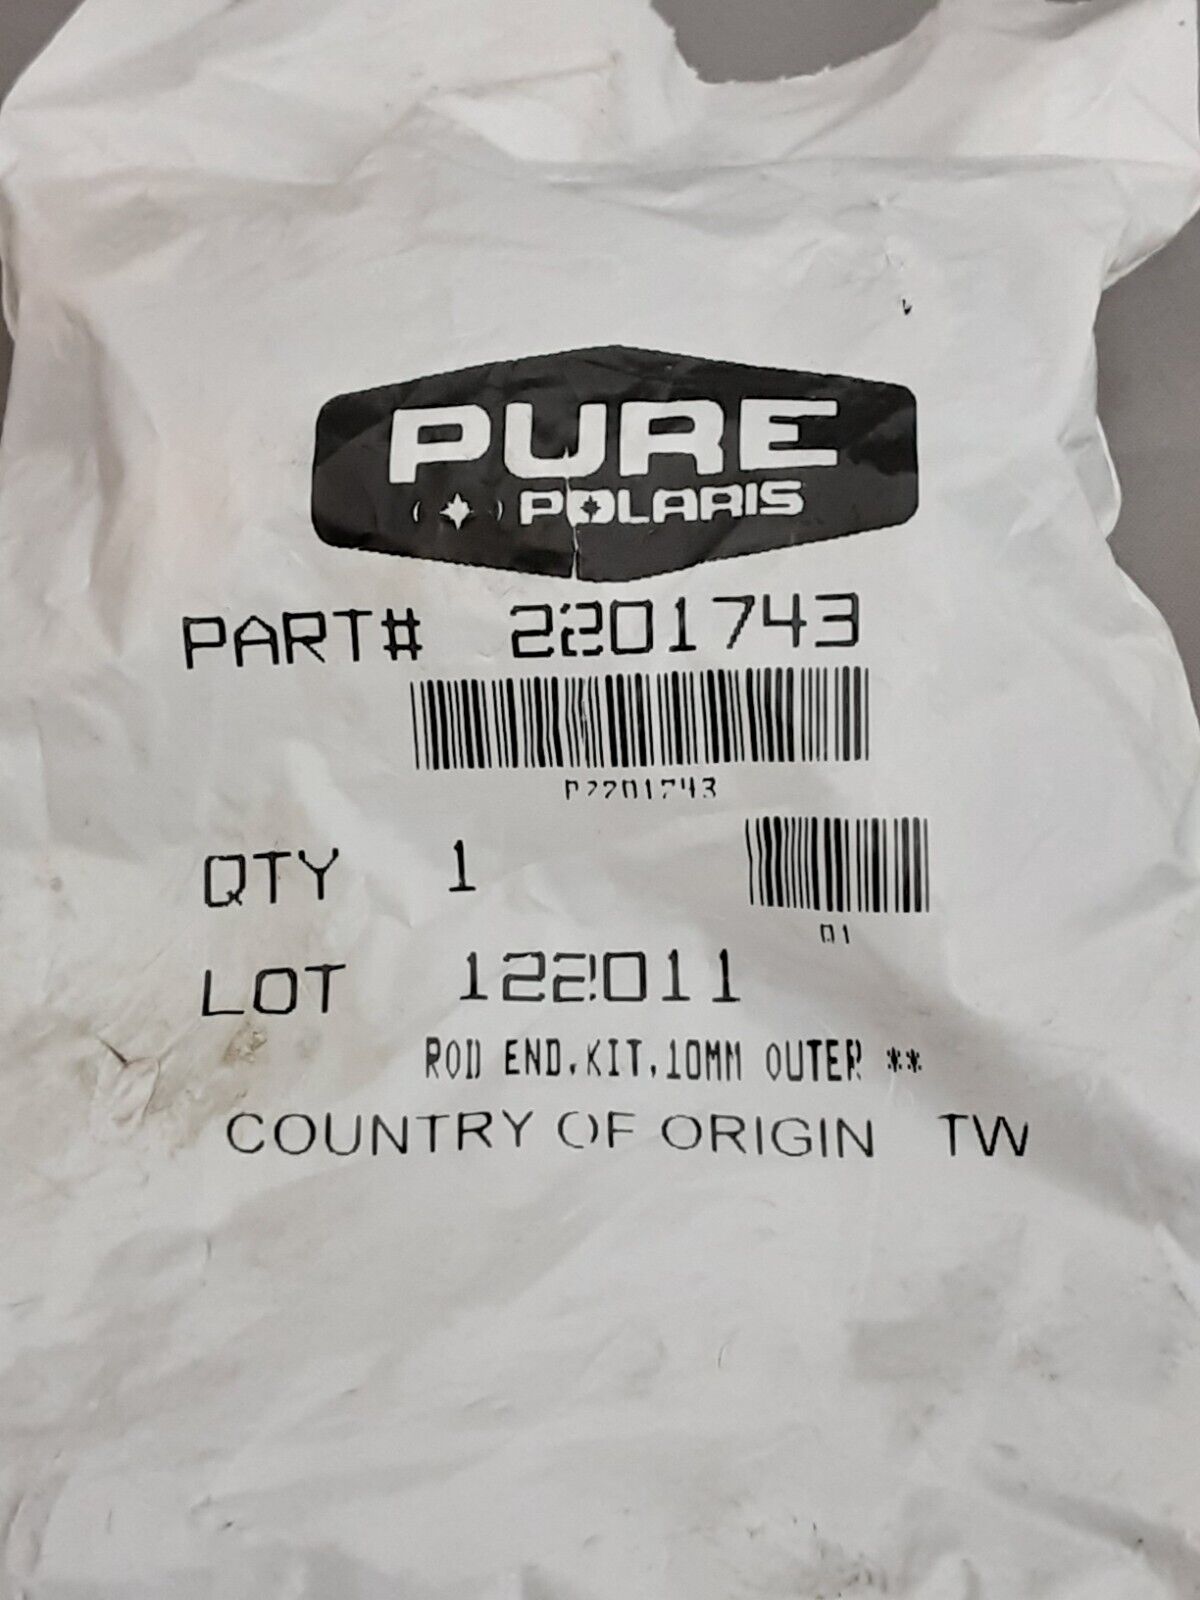 PURE
POLARIS
PART# 2201743
P2201743
QTY 1
01
LOT 122011
ROD END,KIT,10MM OUTER **
COUNTRY OF ORIGIN TW